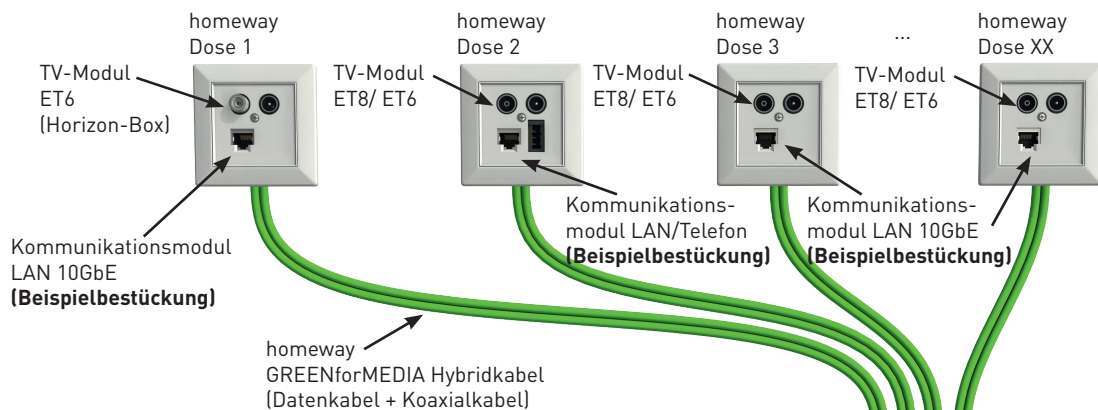 homeway
Dose 1
homeway
Dose 2
homeway
Dose 3
...
homeway
Dose XX
TV-Modul
ET6
(Horizon-Box)
TV-Modul
ET8/ ET6
TV-Modul
ET8/ ET6
TV-Modul
ET8/ ET6
Kommunikationsmodul
LAN 10GbE
(Beispielbestückung)
Kommunikations-
modul LAN/Telefon
(Beispielbestückung)
Kommunikations-
modul LAN 10GbE
(Beispielbestückung)
homeway
GREENforMEDIA Hybridkabel
(Datenkabel + Koaxialkabel)